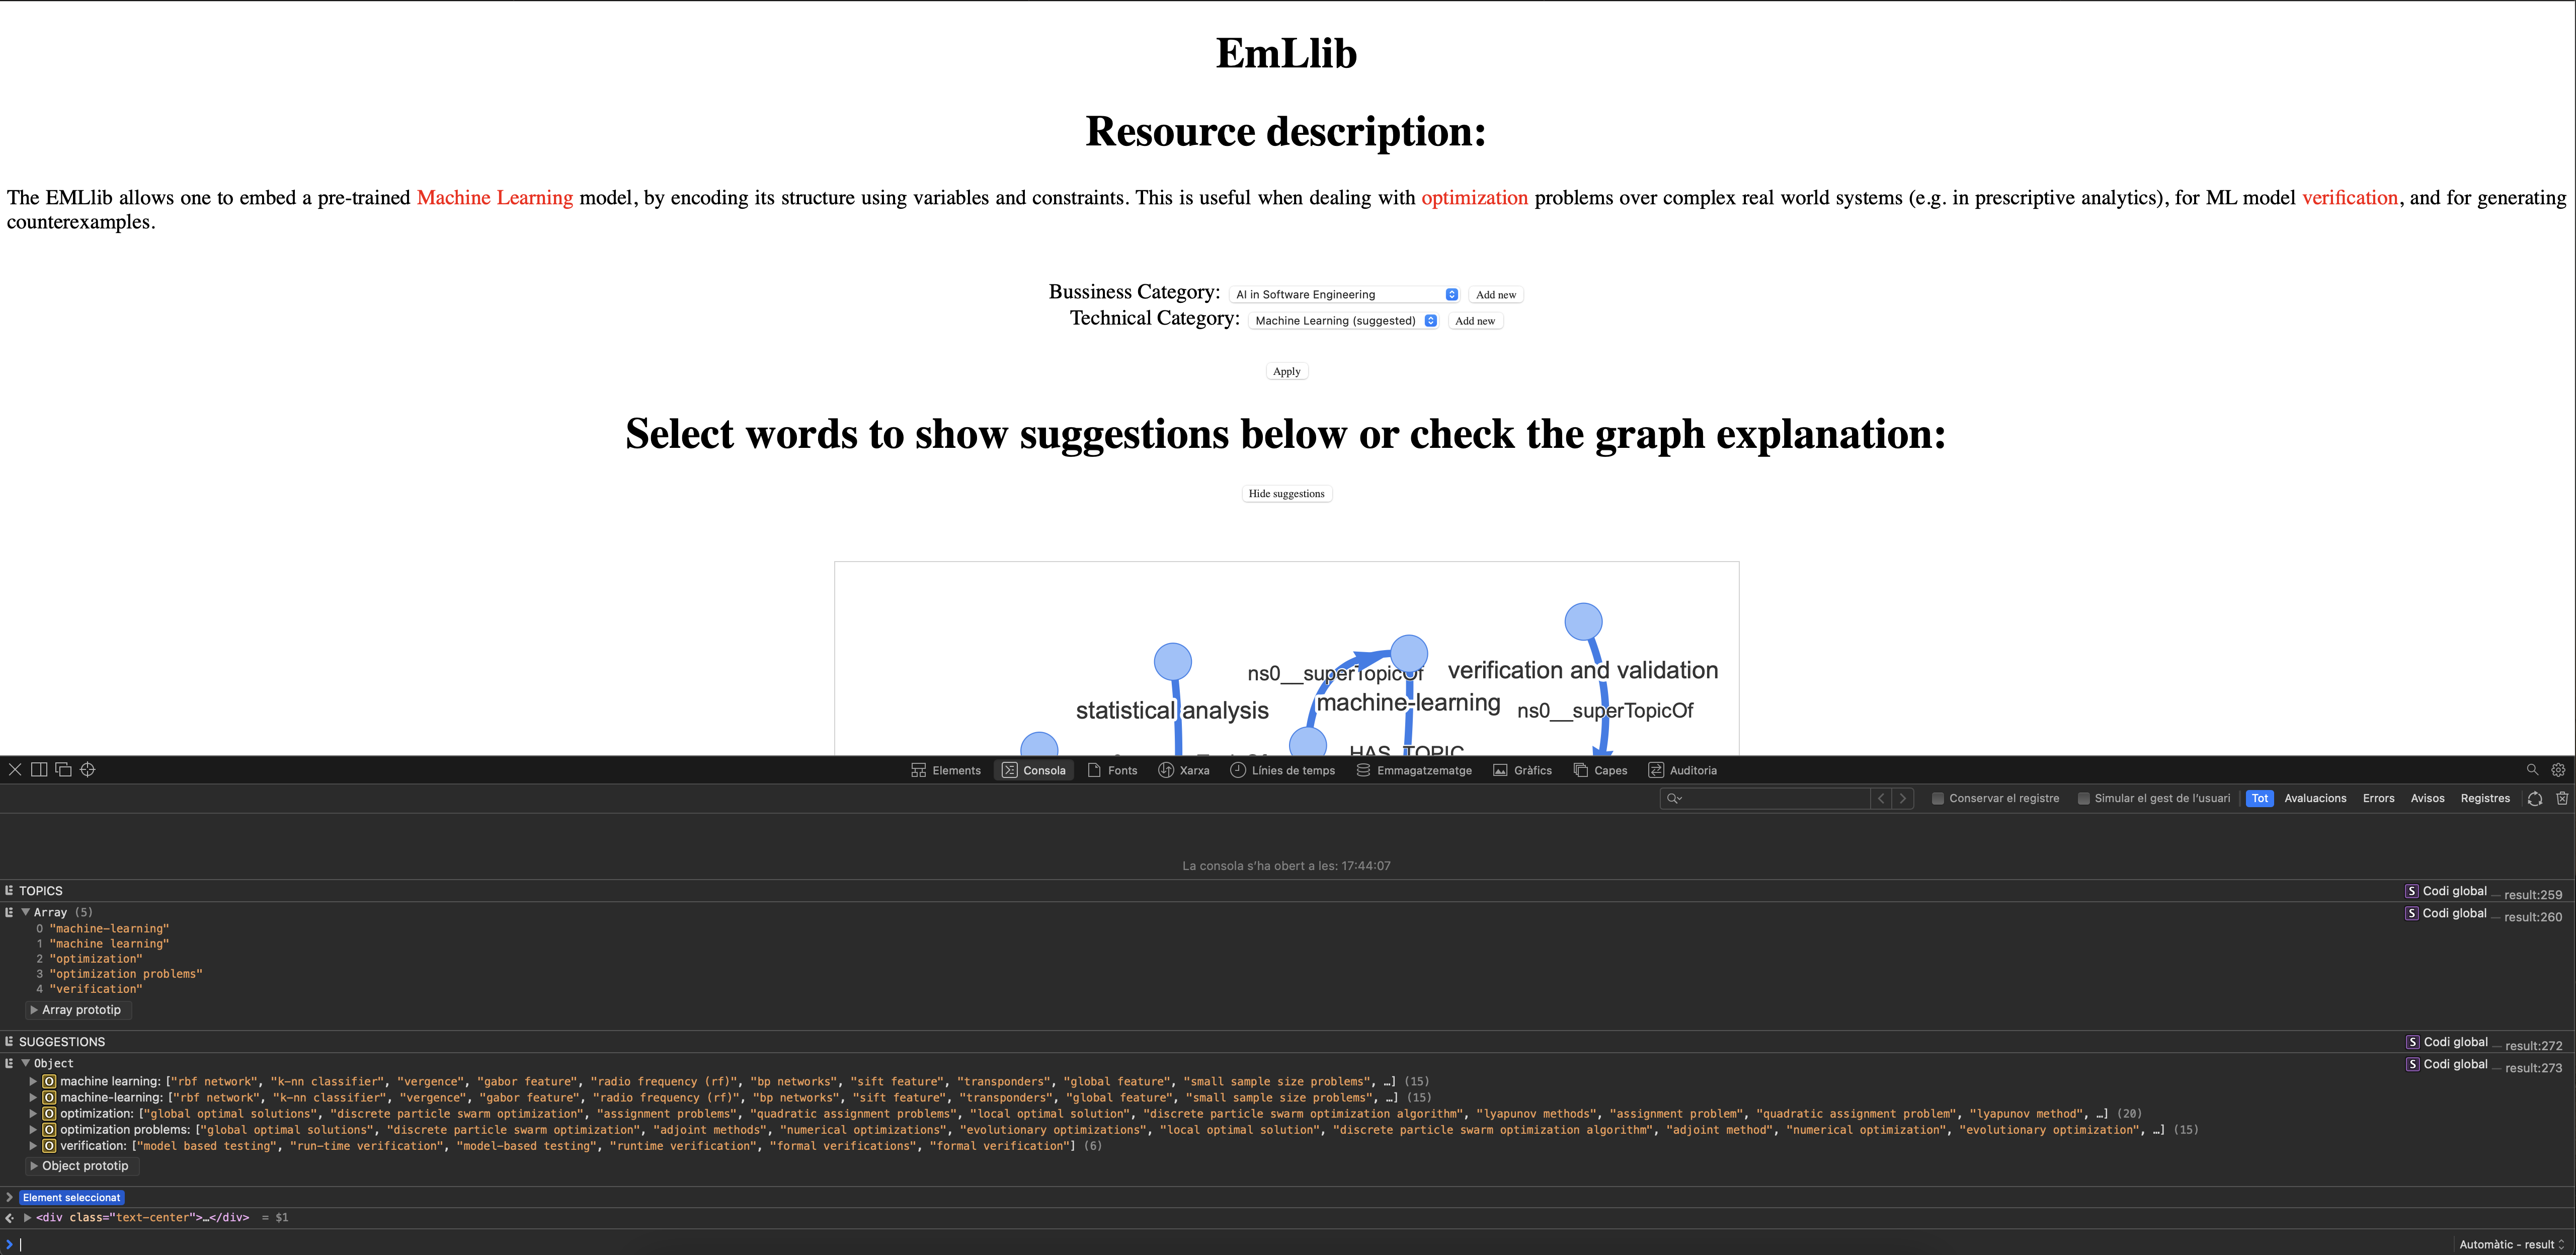 EmLlib
Resource description:
The EMLlib allows one to embed a pre-trained Machine Learning model, by encoding its structure using variables and constraints. This is useful when dealing with optimization problems over complex real world systems (e.g. in prescriptive analytics), for ML model verification, and for generating
counterexamples.
Bussiness Category: AI in Software Engineering Add new
Technical Category: Machine Learning (suggested) Add new
Apply
Select words to show suggestions below or check the graph explanation:
Hide suggestions
ns0__superTopicOf verification and validation
statistical analysis machine-learning ns0__superTopicOf
HAS_TOPIC
Elements Consola Fonts Xarxa Línies de temps Emmagatzematge Gràfics Capes Auditoria
Conservar el registre Simular el gest de l'usuari Tot Avaluacions Errors Avisos Registres
La consola s'ha obert a les: 17:44:07
TOPICS S Codi global — result:259
Array (5) S Codi global — result:260
0 "machine-learning"
1 "machine learning"
2 "optimization"
3 "optimization problems"
4 "verification"
Array prototip
SUGGESTIONS S Codi global — result:272
Object S Codi global — result:273
O machine learning: ["rbf network", "k-nn classifier", "vergence", "gabor feature", "radio frequency (rf)", "bp networks", "sift feature", "transponders", "global feature", "small sample size problems", …] (15)
O machine-learning: ["rbf network", "k-nn classifier", "vergence", "gabor feature", "radio frequency (rf)", "bp networks", "sift feature", "transponders", "global feature", "small sample size problems", …] (15)
O optimization: ["global optimal solutions", "discrete particle swarm optimization", "assignment problems", "quadratic assignment problems", "local optimal solution", "discrete particle swarm optimization algorithm", "lyapunov methods", "assignment problem", "quadratic assignment problem", "lyapunov method", …] (20)
O optimization problems: ["global optimal solutions", "discrete particle swarm optimization", "adjoint methods", "numerical optimizations", "evolutionary optimizations", "local optimal solution", "discrete particle swarm optimization algorithm", "adjoint method", "numerical optimization", "evolutionary optimization", …] (15)
O verification: ["model based testing", "run-time verification", "model-based testing", "runtime verification", "formal verifications", "formal verification"] (6)
Object prototip
Element seleccionat
<div class="text-center">…</div> = $1
Automàtic - result